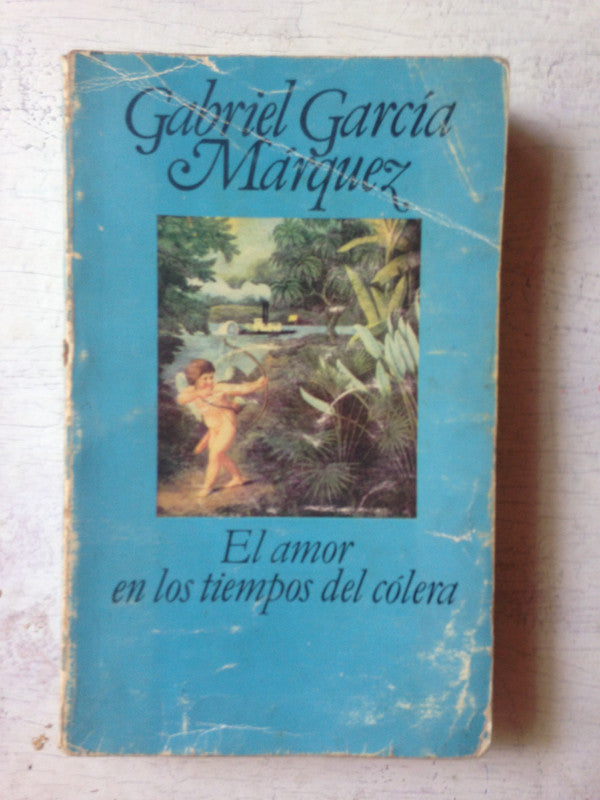 Gabriel García
Márquez
El amor
en los tiempos del cólera